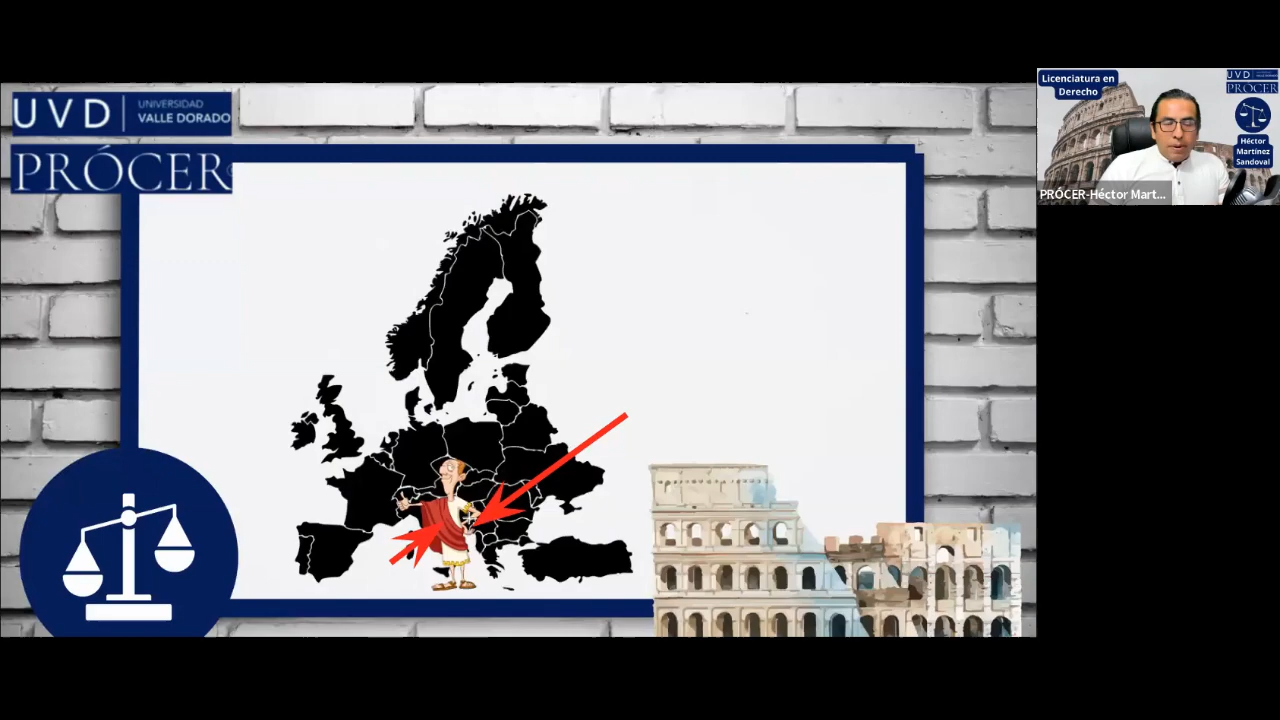 UVD
UNIVERSIDAD
VALLE DORADO
PRÓCER
Licenciatura en
Derecho
UVD
PRÓCER
Héctor
Martínez
Sandoval
PRÓCER-Héctor Mart...